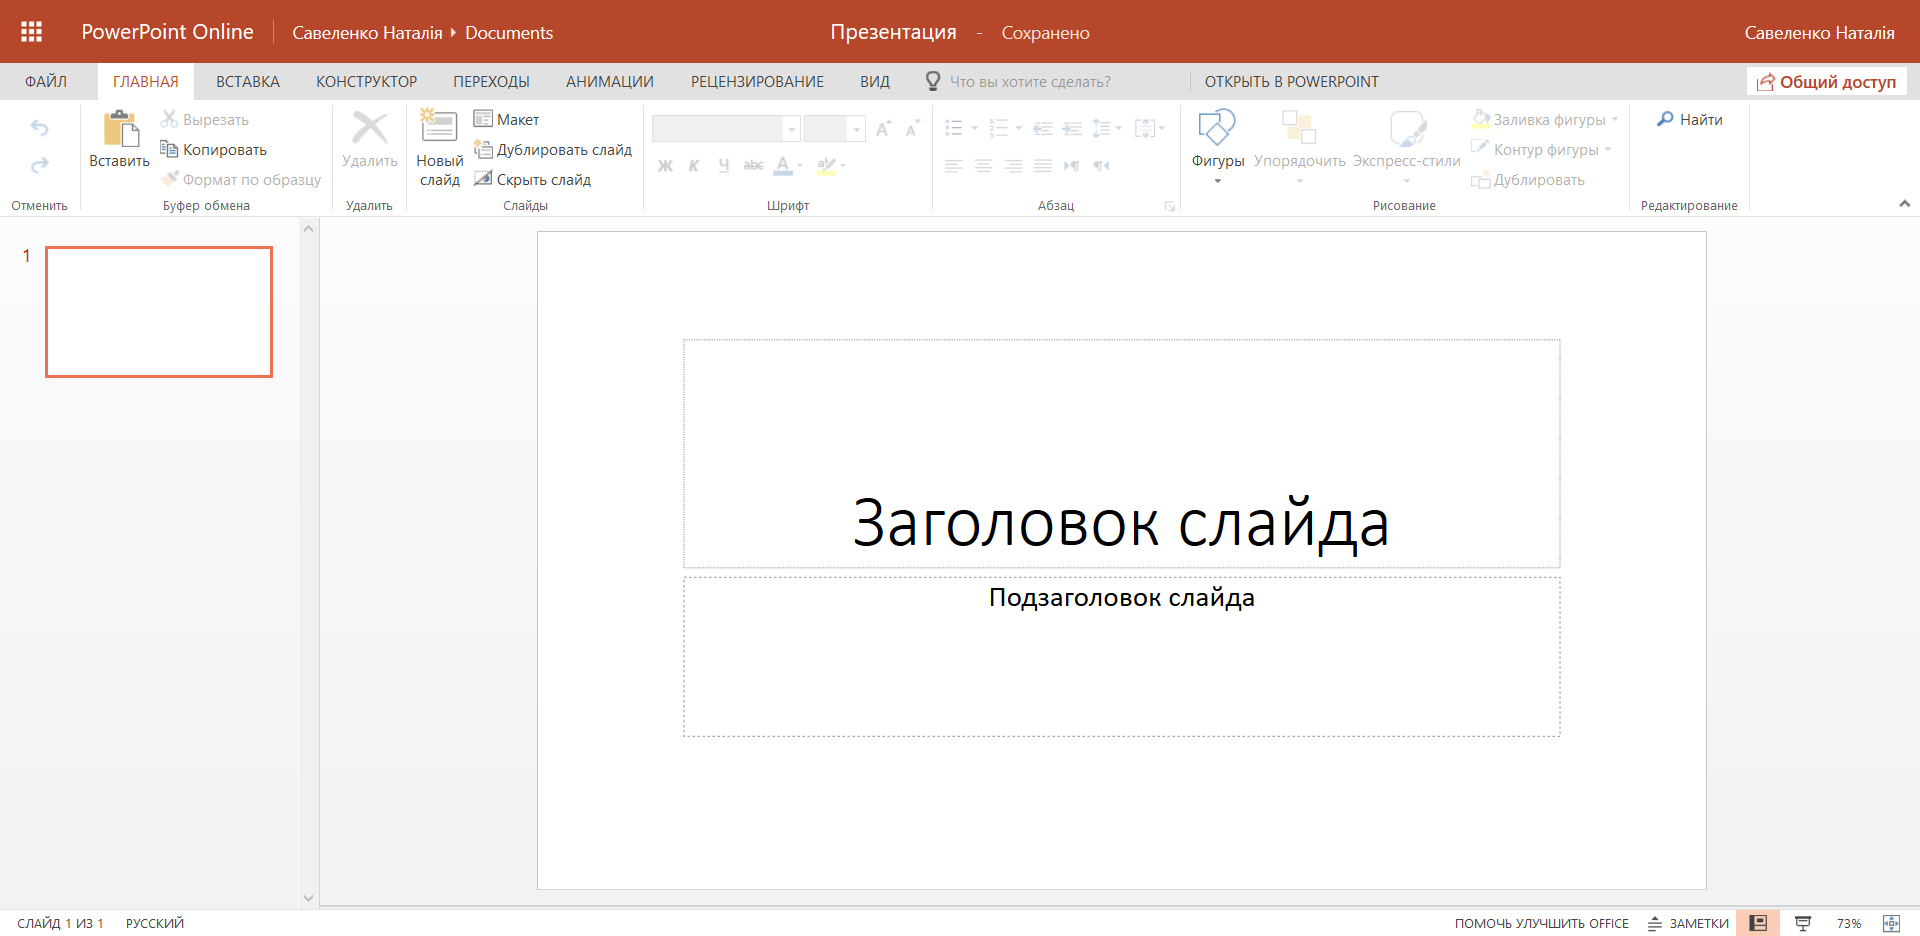 PowerPoint Online Савеленко Наталія Documents Презентация - Сохранено Савеленко Наталія
ФАЙЛ ГЛАВНАЯ ВСТАВКА КОНСТРУКТОР ПЕРЕХОДЫ АНИМАЦИИ РЕЦЕНЗИРОВАНИЕ ВИД Что вы хотите сделать? ОТКРЫТЬ В POWERPOINT Общий доступ
Отменить
Вставить
Вырезать
Копировать
Формат по образцу
Буфер обмена
Удалить
Удалить
Новый
слайд
Макет
Дублировать слайд
Скрыть слайд
Слайды
A A
Ж К Ч abc A ab
Шрифт
Абзац
Фигуры
Упорядочить
Экспресс-стили
Заливка фигуры
Контур фигуры
Дублировать
Рисование
Найти
Редактирование
1
Заголовок слайда
Подзаголовок слайда
СЛАЙД 1 ИЗ 1 РУССКИЙ ПОМОЧЬ УЛУЧШИТЬ OFFICE ЗАМЕТКИ 73%